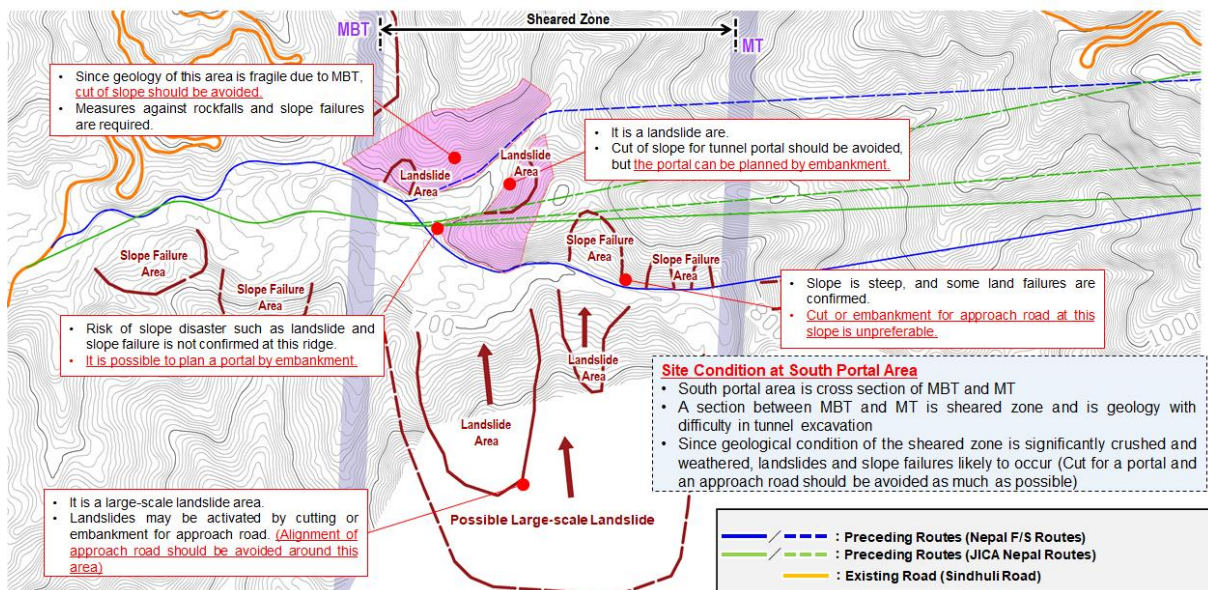 Sheared Zone
MBT
MT
• Since geology of this area is fragile due to MBT,
cut of slope should be avoided.
• Measures against rockfalls and slope failures
are required.
• It is a landslide are.
• Cut of slope for tunnel portal should be avoided,
but the portal can be planned by embankment.
Landslide
Area
Landslide
Area
Slope Failure
Area
Slope Failure
Area
Slope Failure
Area
Slope Failure
Area
• Slope is steep, and some land failures are
confirmed.
• Cut or embankment for approach road at this
slope is unpreferable.
• Risk of slope disaster such as landslide and
slope failure is not confirmed at this ridge.
• It is possible to plan a portal by embankment.
700
1000
Landslide
Area
Landslide
Area
Site Condition at South Portal Area
• South portal area is cross section of MBT and MT
• A section between MBT and MT is sheared zone and is geology with
difficulty in tunnel excavation
• Since geological condition of the sheared zone is significantly crushed and
weathered, landslides and slope failures likely to occur (Cut for a portal and
an approach road should be avoided as much as possible)
• It is a large-scale landslide area.
• Landslides may be activated by cutting or
embankment for approach road. (Alignment of
approach road should be avoided around this
area)
Possible Large-scale Landslide
/ : Preceding Routes (Nepal F/S Routes)
/ : Preceding Routes (JICA Nepal Routes)
: Existing Road (Sindhuli Road)